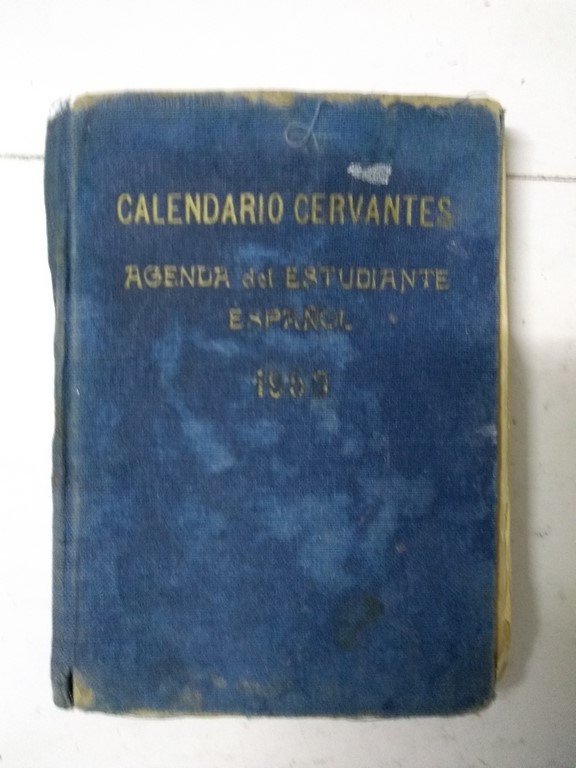 CALENDARIO CERVANTES
AGENDA del ESTUDIANTE
ESPAÑOL